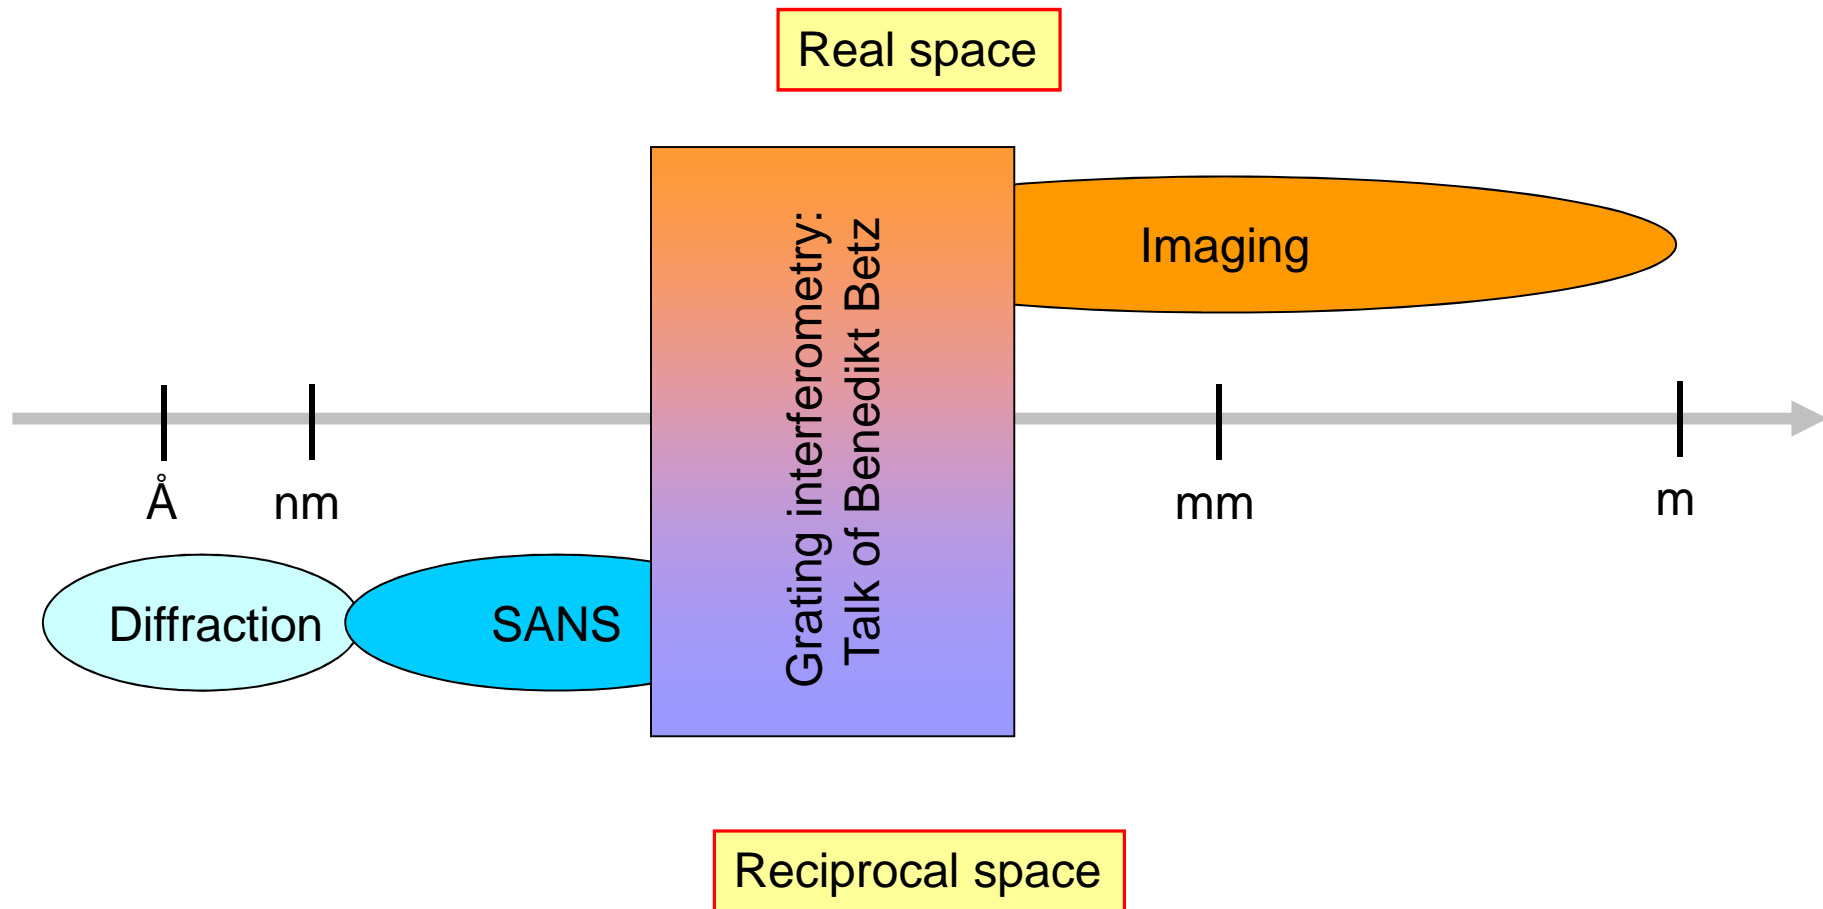 Real space
Grating interferometry:
Talk of Benedikt Betz
Imaging
Å
nm
mm
m
Diffraction
SANS
Reciprocal space